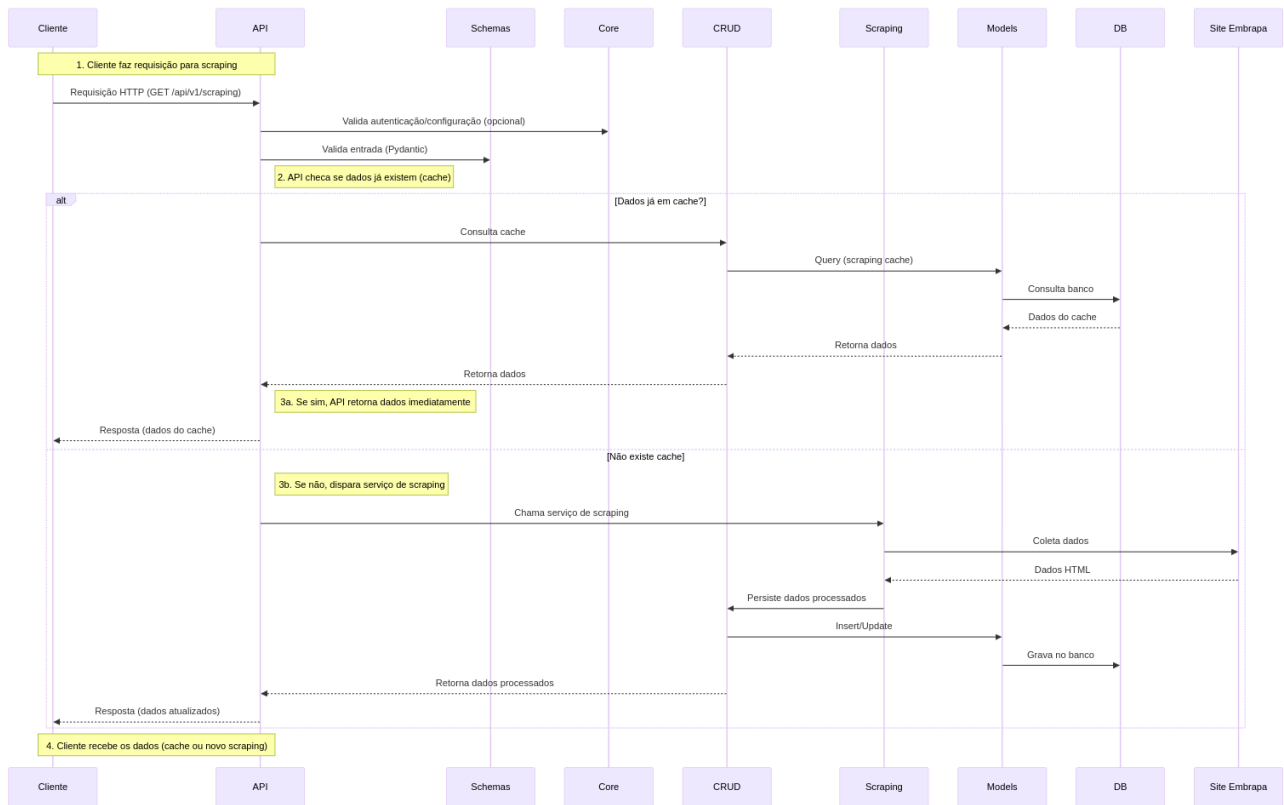 Cliente
API
Schemas
Core
CRUD
Scraping
Models
DB
Site Embrapa
1. Cliente faz requisição para scraping
Requisição HTTP (GET /api/v1/scraping)
Valida autenticação/configuração (opcional)
Valida entrada (Pydantic)
2. API checa se dados já existem (cache)
alt
[Dados já em cache?]
Consulta cache
Query (scraping cache)
Consulta banco
Dados do cache
Retorna dados
Retorna dados
3a. Se sim, API retorna dados imediatamente
Resposta (dados do cache)
[Não existe cache]
3b. Se não, dispara serviço de scraping
Chama serviço de scraping
Coleta dados
Dados HTML
Persiste dados processados
Insert/Update
Grava no banco
Retorna dados processados
Resposta (dados atualizados)
4. Cliente recebe os dados (cache ou novo scraping)
Cliente
API
Schemas
Core
CRUD
Scraping
Models
DB
Site Embrapa